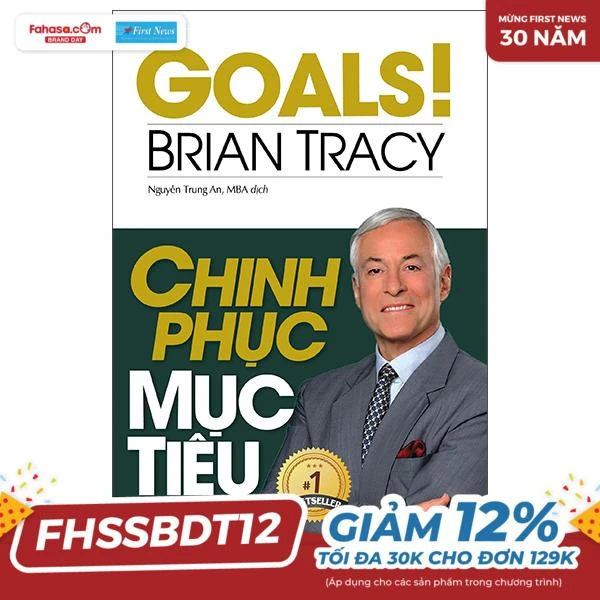 Fahasa.com
BRAND DAY
First News
MỪNG FIRST NEWS
30 NĂM
GOALS!
BRIAN TRACY
Nguyễn Trung An, MBA dịch
CHINH
PHỤC
MỤC
TIÊU
#1
BESTSELLER
FHSSBDT12
GIẢM 12%
TỐI ĐA 30K CHO ĐƠN 129K
(Áp dụng cho các sản phẩm trong chương trình)